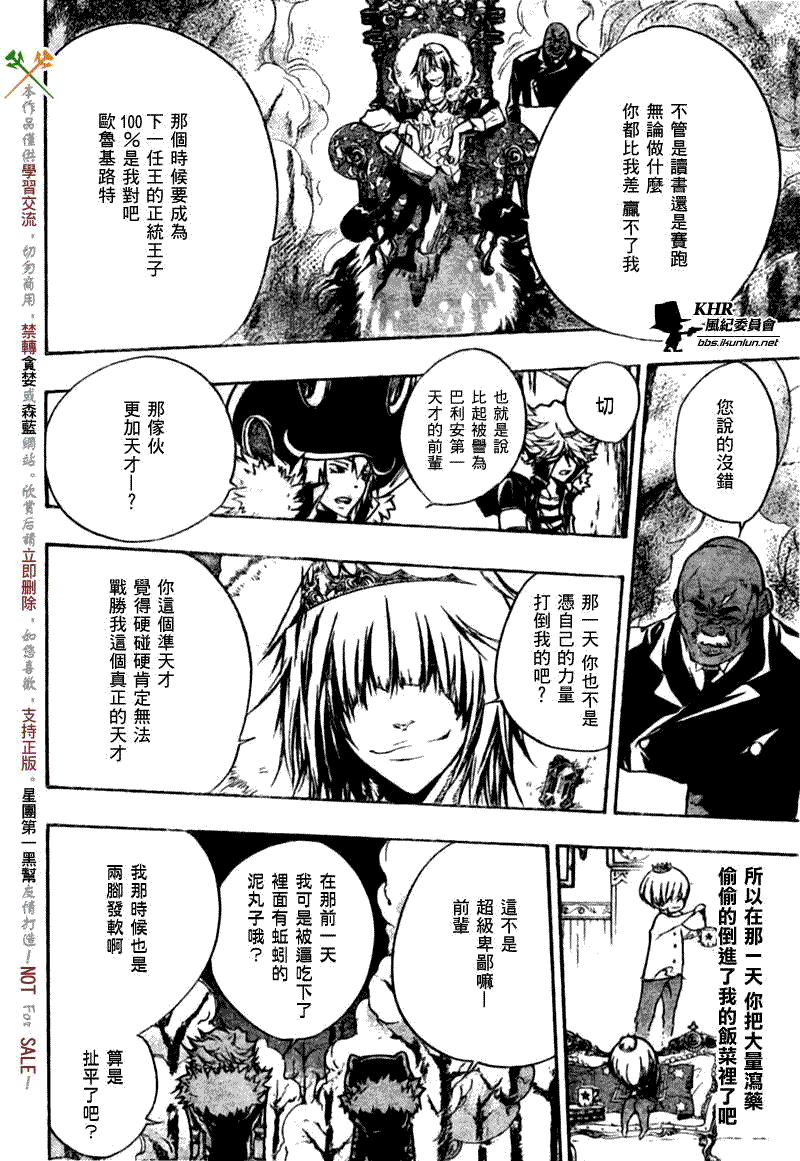 不管是讀書還是賽跑
無論做什麼
你都比我差 贏不了我
那個時候要成為
下一任王的正統王子
100%是我對吧
歐魯基路特
KHR
風紀委員會
bbs.ikunlun.net
您說的沒錯
切
也就是說
比起被譽為
巴利安第一
天才的前輩
那傢伙
更加天才—?
那一天 你也不是
憑自己的力量
打倒我的吧?
你這個準天才
覺得硬碰硬肯定無法
戰勝我這個真正的天才
所以在那一天 你把大量瀉藥
偷偷的倒進了我的飯菜裡了吧
這不是
超級卑鄙嘛—
前輩
在那前一天
我可是被逼吃下了
裡面有蚯蚓的
泥丸子哦?
我那時候也是
兩腳發軟啊
算是
扯平了吧?
本作品僅供學習交流，切勿商用，禁轉貪婪或森藍網站。欣賞后請立即刪除，如您喜歡，支持正版。星團第一黑幫友情打造—NOT For SALE—